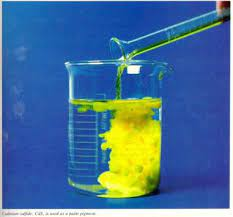 Cadmium sulfide, CdS, is used as a paint pigment.